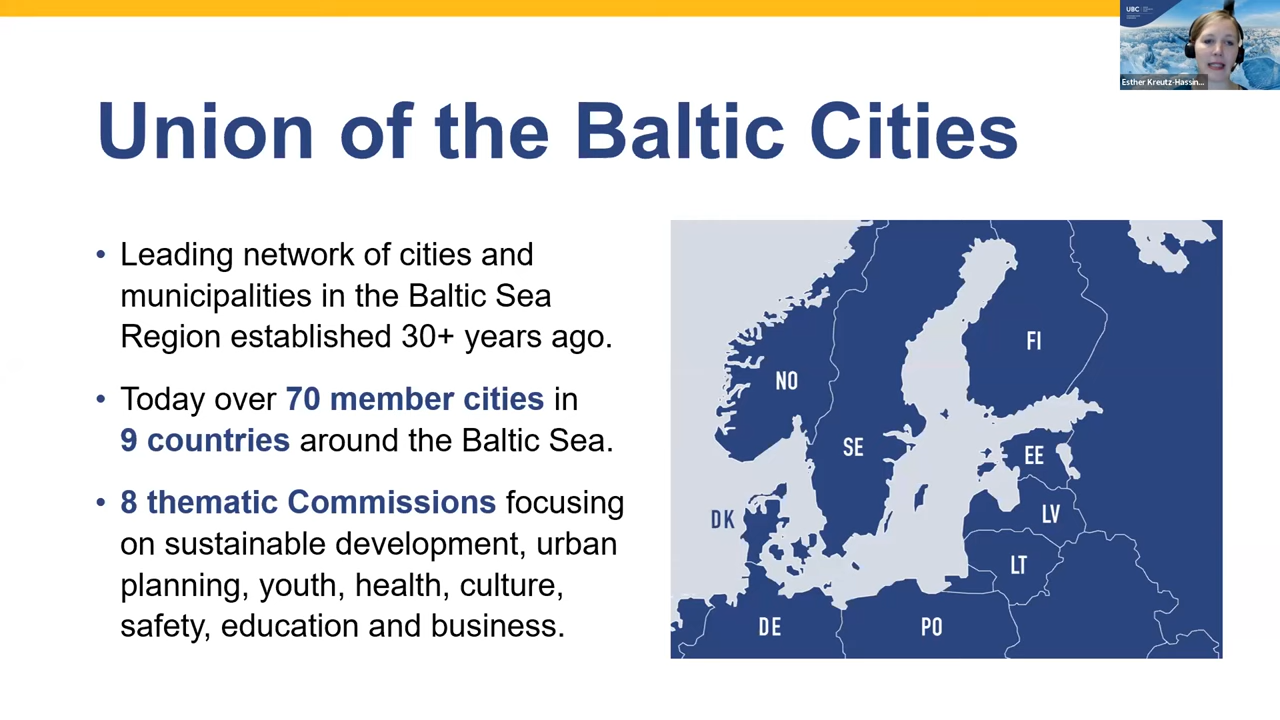 UBC
Esther Kreutz-Hassin...
Union of the Baltic Cities
• Leading network of cities and
municipalities in the Baltic Sea
Region established 30+ years ago.
• Today over 70 member cities in
9 countries around the Baltic Sea.
• 8 thematic Commissions focusing
on sustainable development, urban
planning, youth, health, culture,
safety, education and business.
NO
SE
FI
EE
LV
LT
DK
DE
PO